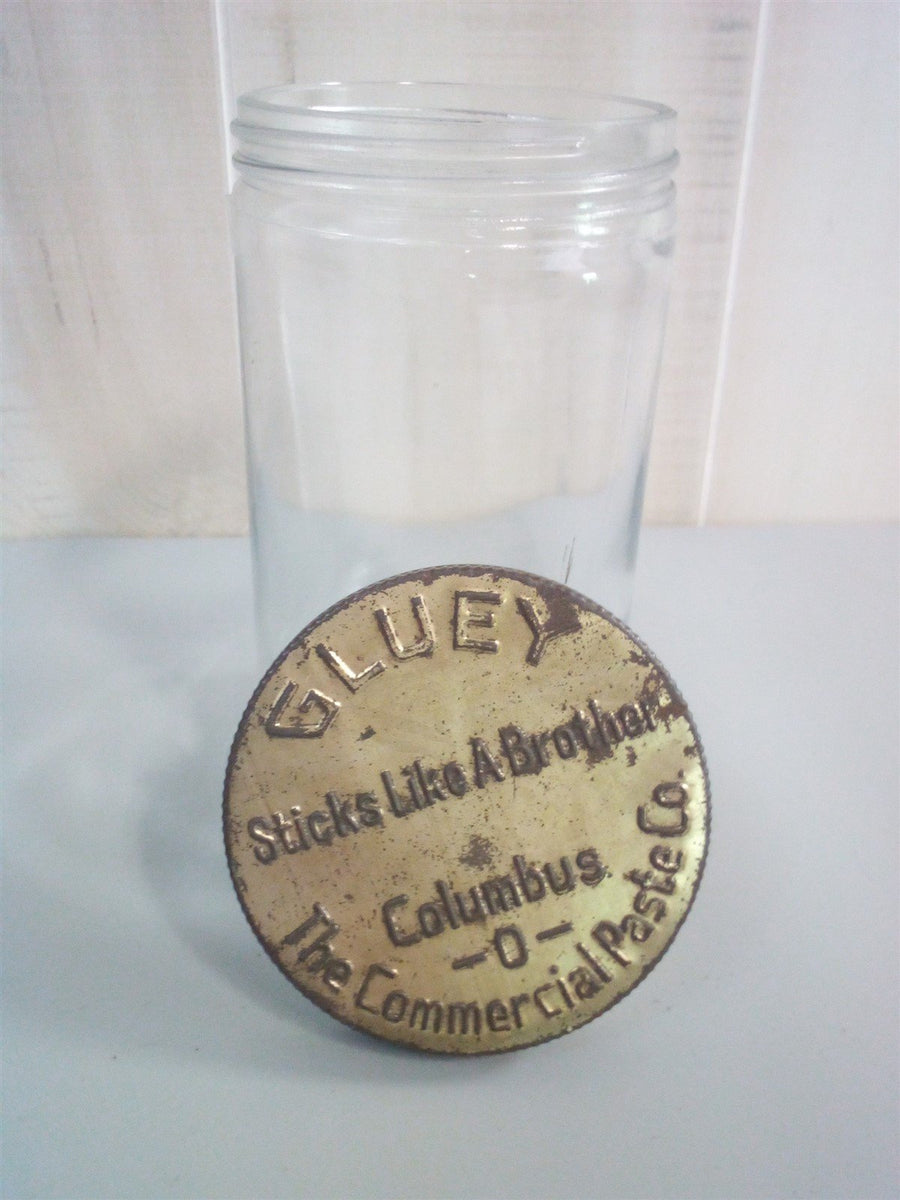 GLUEY
Sticks Like A Brother
Columbus
-O-
The Commercial Paste Co.